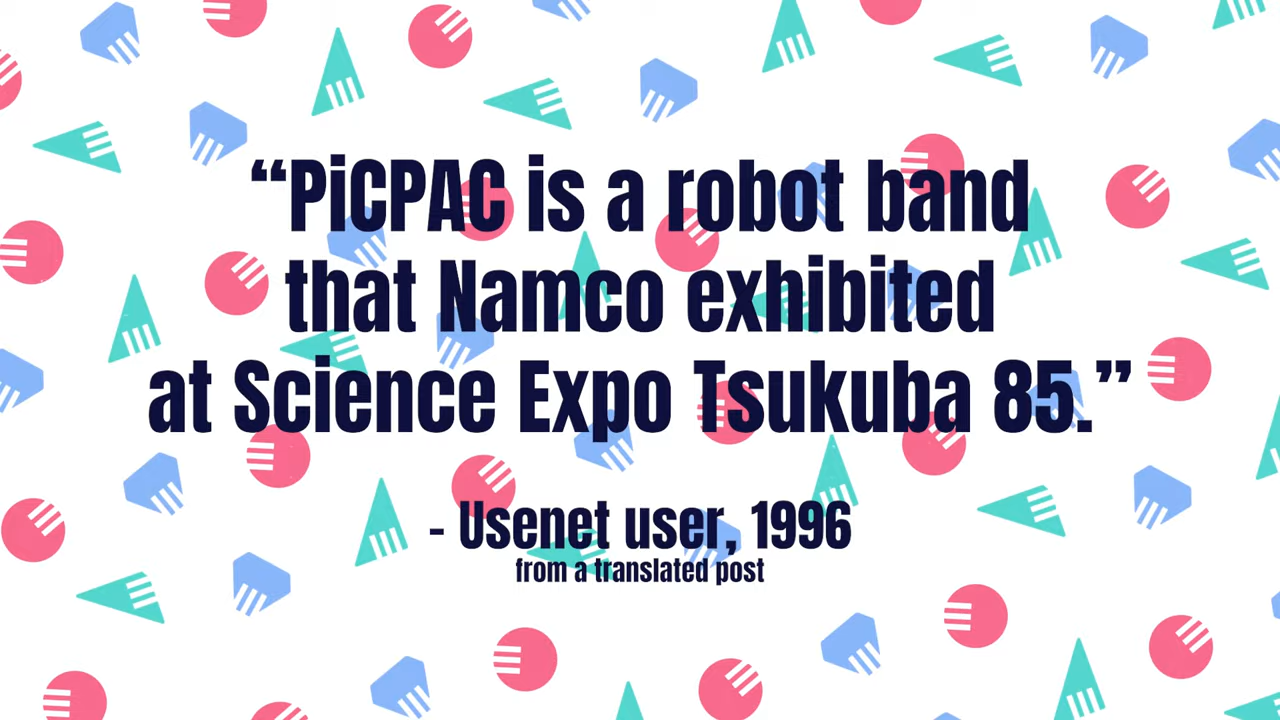 “PiCPAC is a robot band
that Namco exhibited
at Science Expo Tsukuba 85.”
- Usenet user, 1996
from a translated post